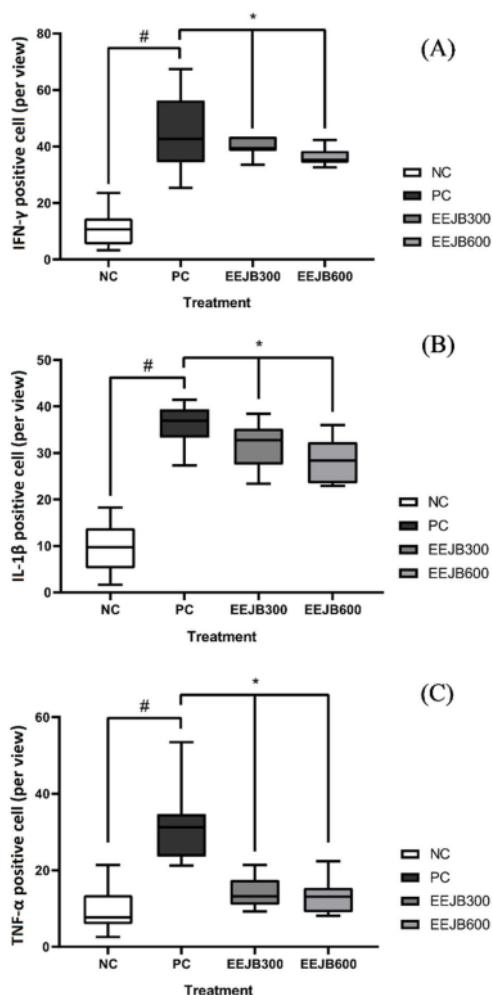 #
*
(A)
IFN-γ positive cell (per view)
80
60
40
20
0
NC
PC
EEJB300
EEJB600
NC PC EEJB300 EEJB600
Treatment
#
*
(B)
IL-1β positive cell (per view)
50
40
30
20
10
0
NC
PC
EEJB300
EEJB600
NC PC EEJB300 EEJB600
Treatment
#
*
(C)
TNF-α positive cell (per view)
60
40
20
0
NC
PC
EEJB300
EEJB600
NC PC EEJB300 EEJB600
Treatment